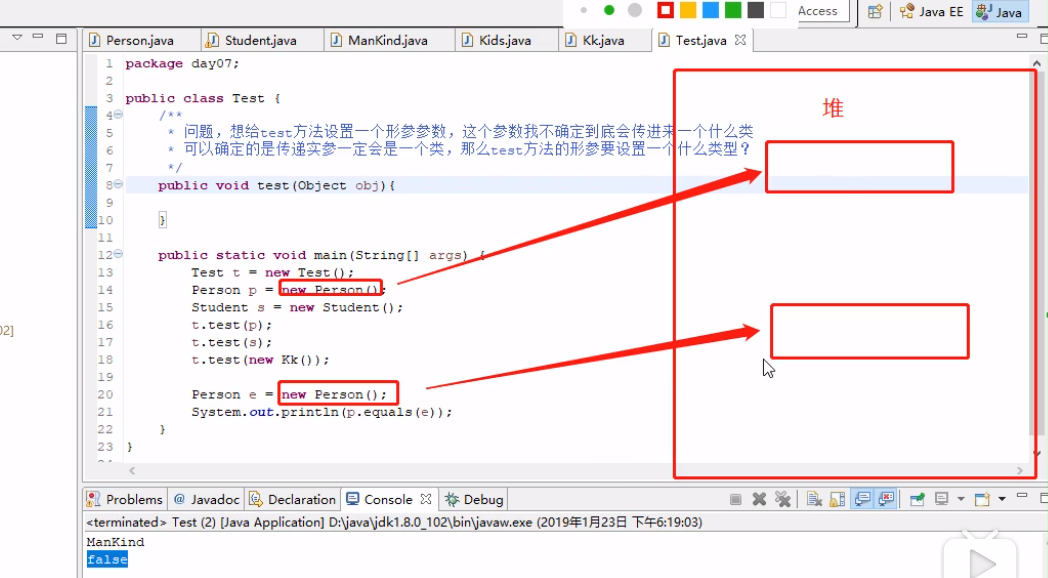 Access
Java EE
Java
Person.java
Student.java
ManKind.java
Kids.java
Kk.java
Test.java
1 package day07;
2
3 public class Test {
4 /**
5 * 问题，想给test方法设置一个形参参数，这个参数我不确定到底会传进来一个什么类
6 * 可以确定的是传递实参一定会是一个类，那么test方法的形参要设置一个什么类型？
7 */
8 public void test(Object obj){
9
10 }
11
12 public static void main(String[] args) {
13 Test t = new Test();
14 Person p = new Person();
15 Student s = new Student();
16 t.test(p);
17 t.test(s);
18 t.test(new Kk());
19
20 Person e = new Person();
21 System.out.println(p.equals(e));
22 }
23 }
堆
02]
Problems
@ Javadoc
Declaration
Console
Debug
<terminated> Test (2) [Java Application] D:\java\jdk1.8.0_102\bin\javaw.exe (2019年1月23日 下午6:19:03)
ManKind
false